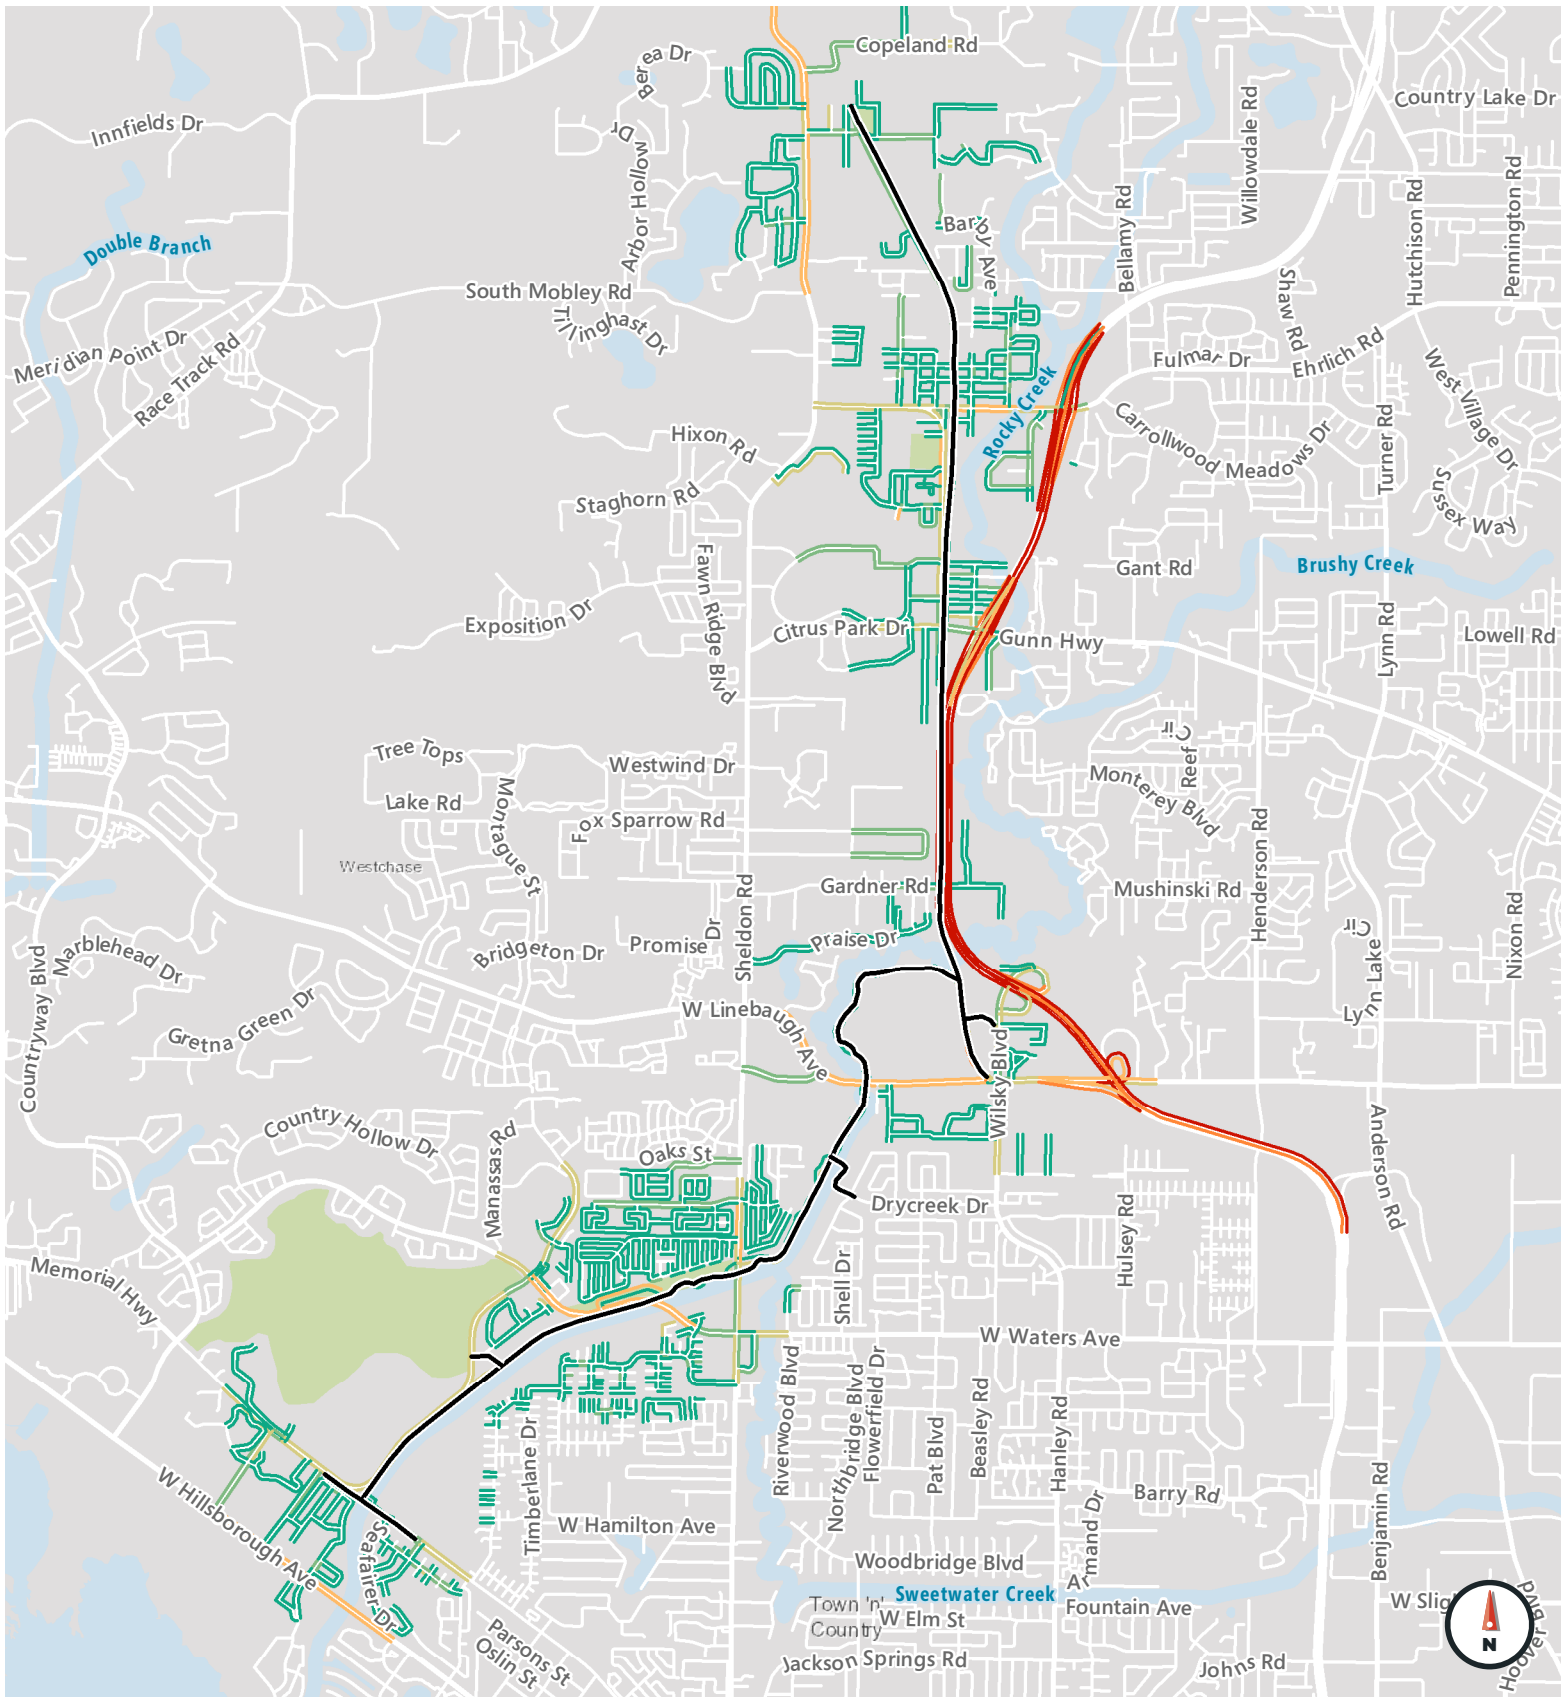 Copeland Rd
Berea Dr
Country Lake Dr
Innfields Dr
Arbor Hollow Dr
Willowdale Rd
Hutchison Rd
Pennington Rd
Bellamy Rd
Double Branch
Barby Ave
South Mobley Rd
Tillinghast Dr
Shaw Rd
Meridian Point Dr
Race Track Rd
Fulmar Dr
Ehrlich Rd
West Village Dr
Rocky Creek
Carrollwood Meadows Dr
Turner Rd
Hixon Rd
Staghorn Rd
Sussex Way
Fawn Ridge Blvd
Gant Rd
Brushy Creek
Exposition Dr
Citrus Park Dr
Gunn Hwy
Lynn Rd
Lowell Rd
Tree Tops
Westwind Dr
Reef Cir
Monterey Blvd
Lake Rd
Montague St
Fox Sparrow Rd
Henderson Rd
Westchase
Gardner Rd
Mushinski Rd
Sheldon Rd
Nixon Rd
Marblehead Dr
Bridgeton Dr
Promise Dr
Praise Dr
Lynn Lake Cir
Countryway Blvd
Gretna Green Dr
W Linebaugh Ave
Wilsky Blvd
Country Hollow Dr
Manassas Rd
Oaks St
Anderson Rd
Drycreek Dr
Hulsey Rd
Memorial Hwy
Shell Dr
W Waters Ave
Riverwood Blvd
Northbridge Blvd
Flowerfield Dr
Pat Blvd
Beasley Rd
Hanley Rd
Timberlane Dr
W Hillsborough Ave
Barry Rd
Armand Dr
Benjamin Rd
W Hamilton Ave
Seafairer Dr
Woodbridge Blvd
Sweetwater Creek
Town 'n'
Country
W Elm St
Fountain Ave
W Slig
Hoover Blvd
N
Parsons St
Oslin St
Jackson Springs Rd
Johns Rd